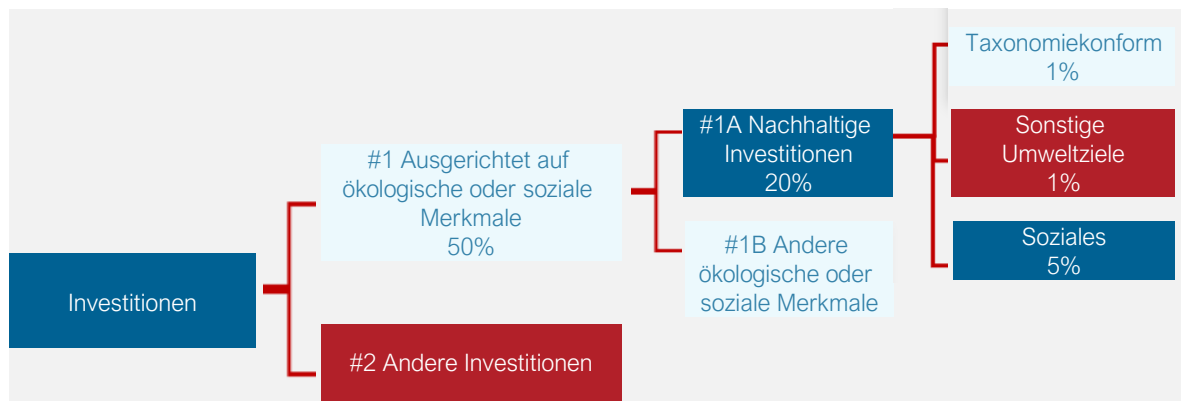 Investitionen
#1 Ausgerichtet auf
ökologische oder soziale
Merkmale
50%
#2 Andere Investitionen
#1A Nachhaltige
Investitionen
20%
#1B Andere
ökologische oder
soziale Merkmale
Taxonomiekonform
1%
Sonstige
Umweltziele
1%
Soziales
5%